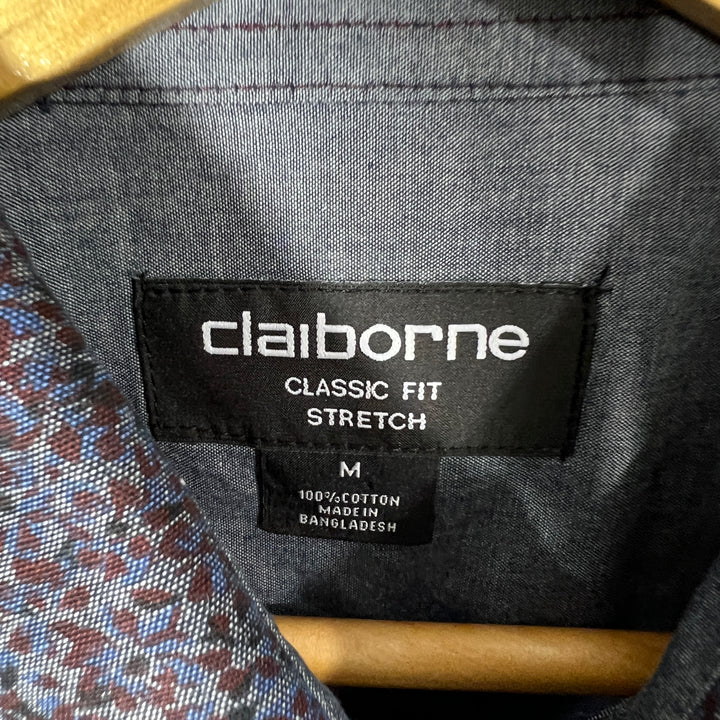 claiborne
CLASSIC FIT
STRETCH
M
100% COTTON
MADE IN
BANGLADESH